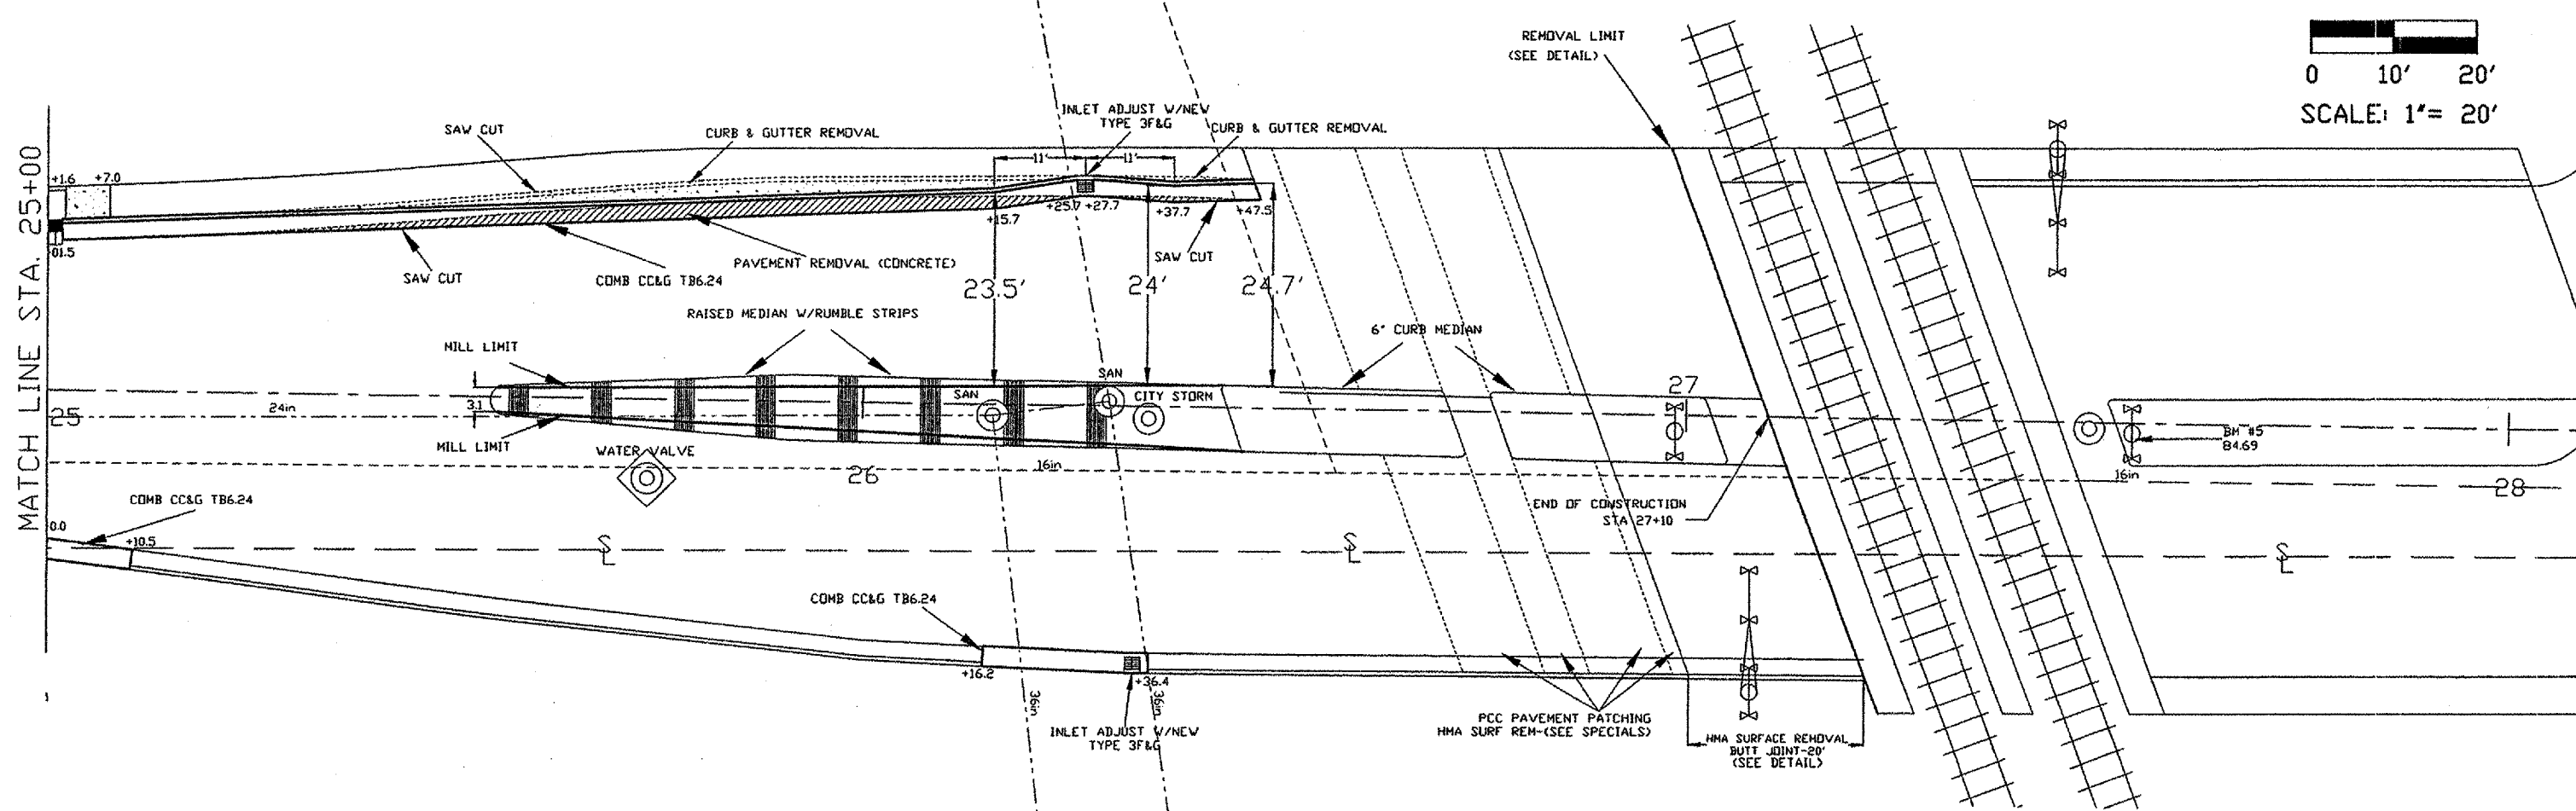 MATCH LINE STA. 25+00
REMOVAL LIMIT
(SEE DETAIL)
0 10' 20'
SCALE: 1"= 20'
SAW CUT
CURB & GUTTER REMOVAL
INLET ADJUST W/NEW
TYPE 3F&G
CURB & GUTTER REMOVAL
11'
11'
+1.6
+7.0
01.5
+15.7
+25.7
+27.7
+37.7
+47.5
SAW CUT
SAW CUT
COMB CC&G TB6.24
PAVEMENT REMOVAL (CONCRETE)
23.5'
24'
24.7'
RAISED MEDIAN W/RUMBLE STRIPS
6" CURB MEDIAN
MILL LIMIT
3.1
MILL LIMIT
25
24in
SAN
SAN
CITY STORM
27
WATER VALVE
26
16in
BM #5
84.69
16in
28
END OF CONSTRUCTION
STA 27+10
COMB CC&G TB6.24
0.0
+10.5
COMB CC&G TB6.24
+16.2
+36.4
36in
36in
INLET ADJUST W/NEW
TYPE 3F&G
PCC PAVEMENT PATCHING
HMA SURF REM-(SEE SPECIALS)
HMA SURFACE REMOVAL
BUTT JOINT-20'
(SEE DETAIL)